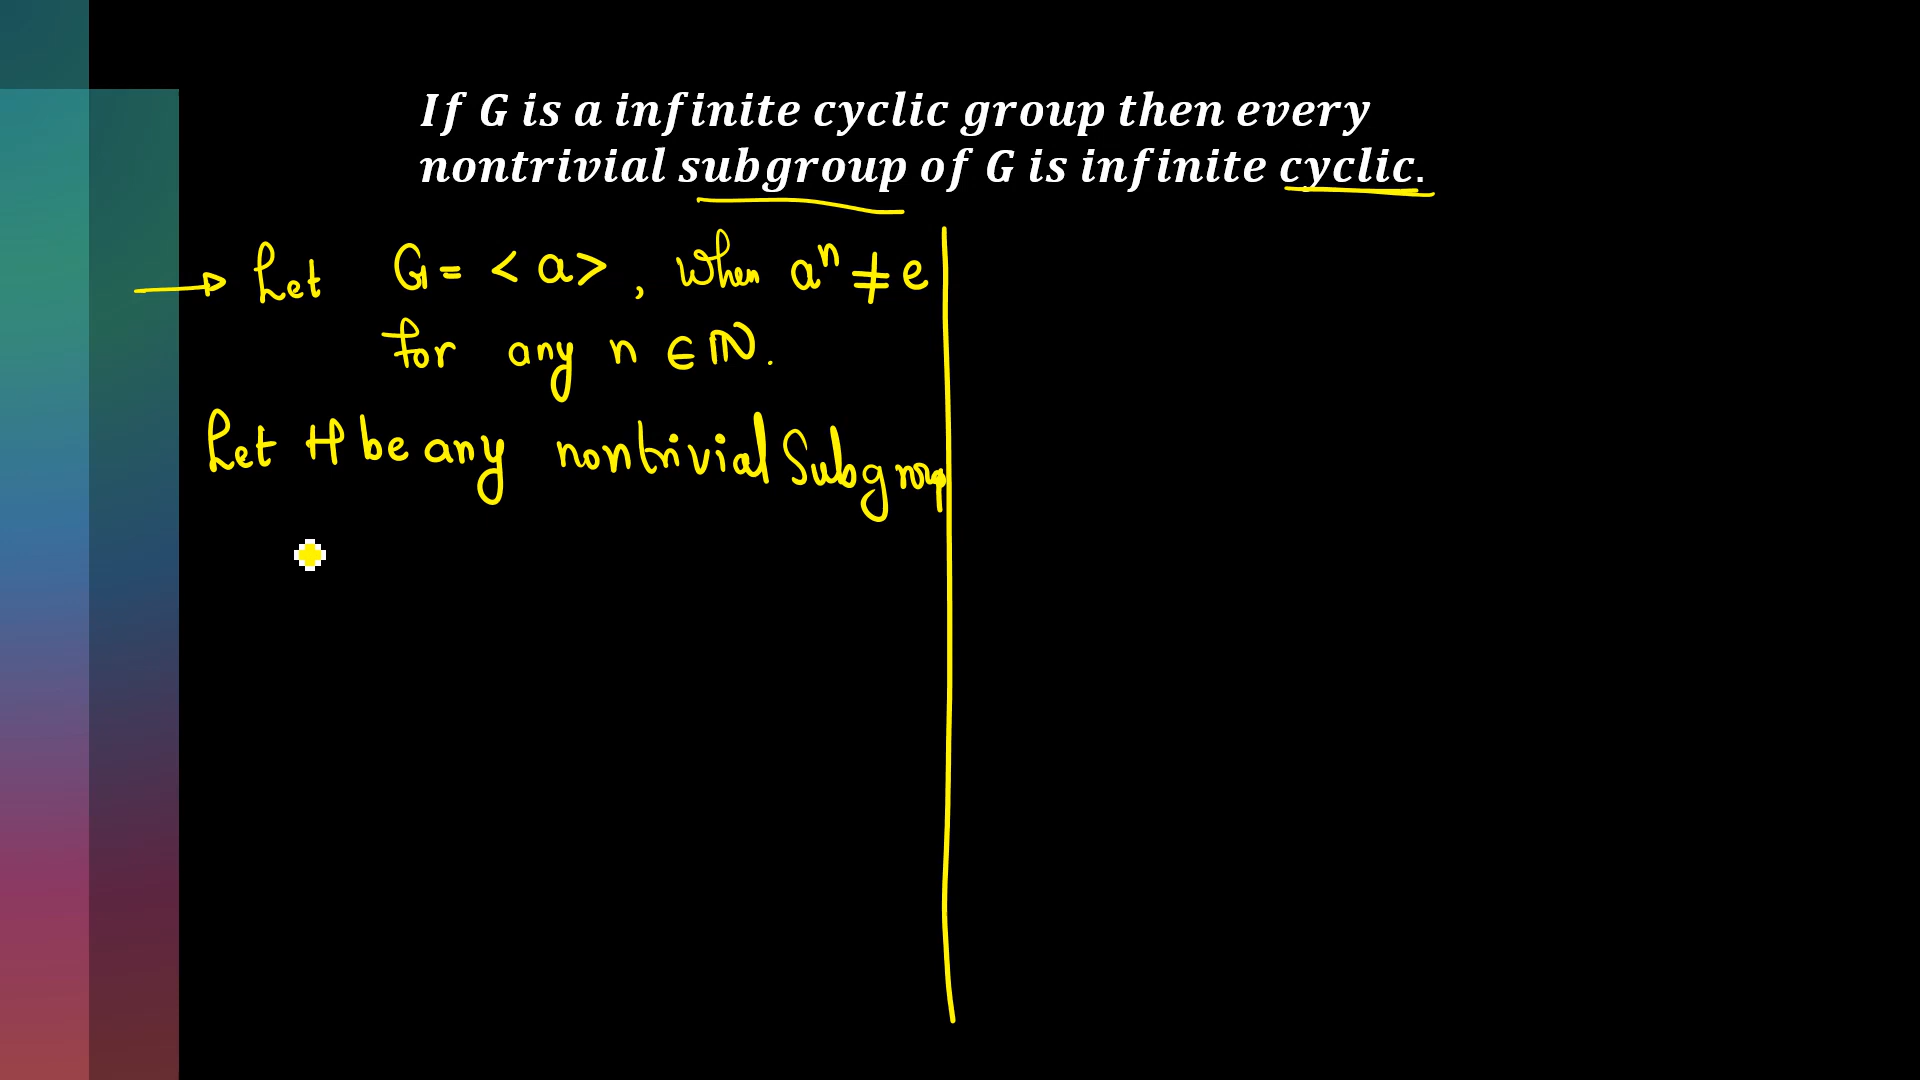 If G is a infinite cyclic group then every
nontrivial subgroup of G is infinite cyclic.
Let G = < a > , when aⁿ ≠ e
for any n ∈ ℕ.
Let H be any nontrivial Subgroup